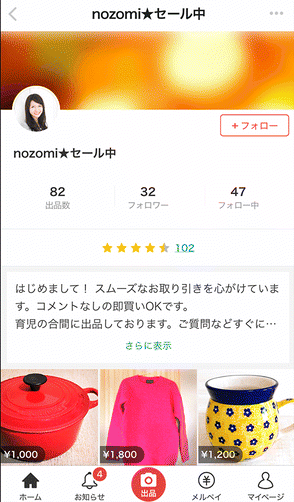 nozomi★セール中
+フォロー
nozomi★セール中
82 32 47
出品数 フォロワー フォロー中
102
はじめまして！ スムーズなお取り引きを心がけていま
す。コメントなしの即買いOKです。
育児の合間に出品しております。ご質問などすぐに…
さらに表示
¥1,000 ¥1,800 ¥1,200
4
ホーム お知らせ 出品 メルペイ マイページ